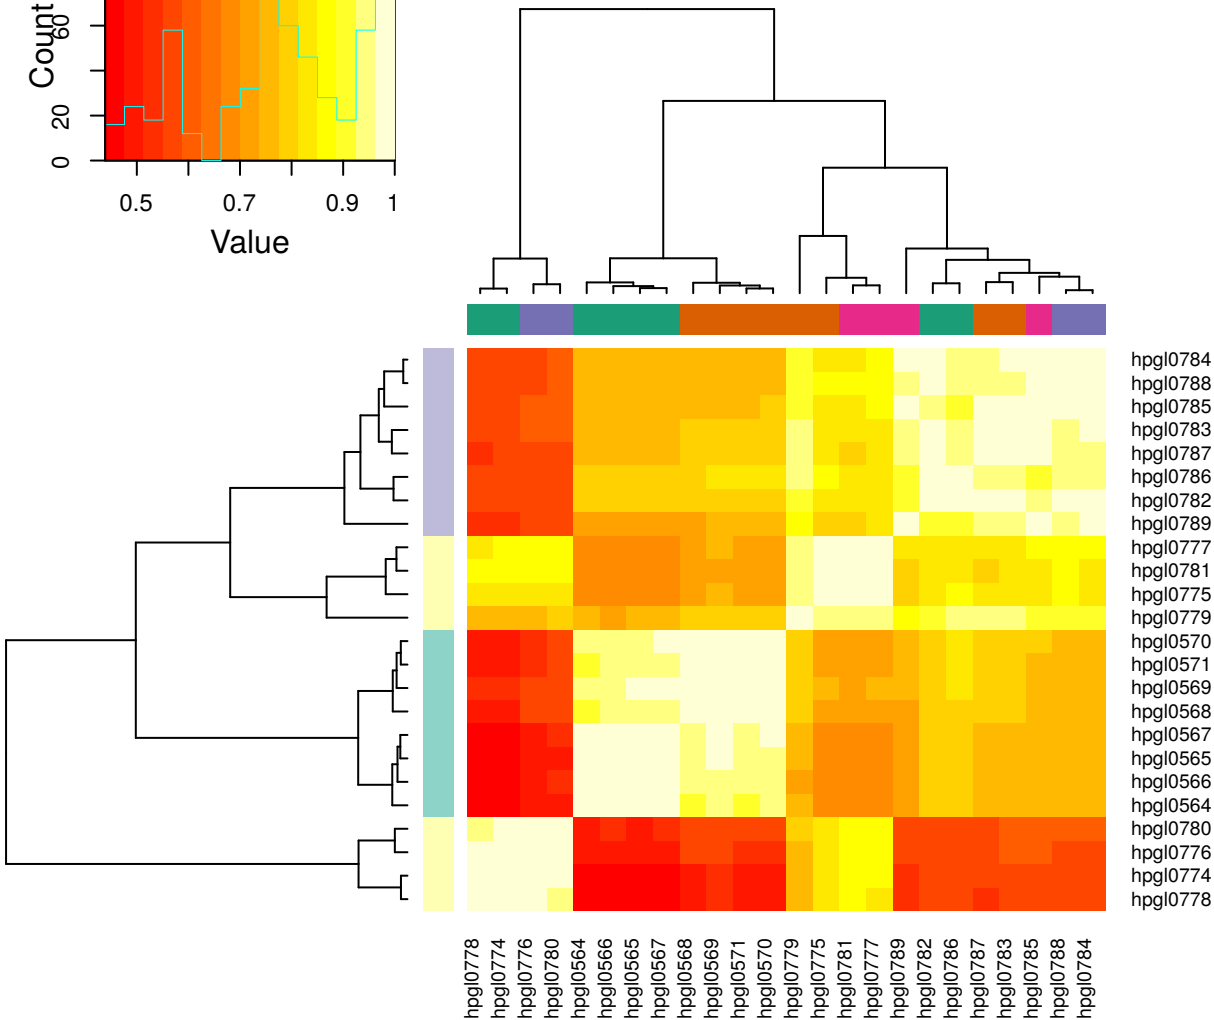 Count
60
20
0
0.5 0.7 0.9 1
Value
hpgl0784
hpgl0788
hpgl0785
hpgl0783
hpgl0787
hpgl0786
hpgl0782
hpgl0789
hpgl0777
hpgl0781
hpgl0775
hpgl0779
hpgl0570
hpgl0571
hpgl0569
hpgl0568
hpgl0567
hpgl0565
hpgl0566
hpgl0564
hpgl0780
hpgl0776
hpgl0774
hpgl0778
hpgl0778
hpgl0774
hpgl0776
hpgl0780
hpgl0564
hpgl0566
hpgl0565
hpgl0567
hpgl0568
hpgl0569
hpgl0571
hpgl0570
hpgl0779
hpgl0775
hpgl0781
hpgl0777
hpgl0789
hpgl0782
hpgl0786
hpgl0787
hpgl0783
hpgl0785
hpgl0788
hpgl0784